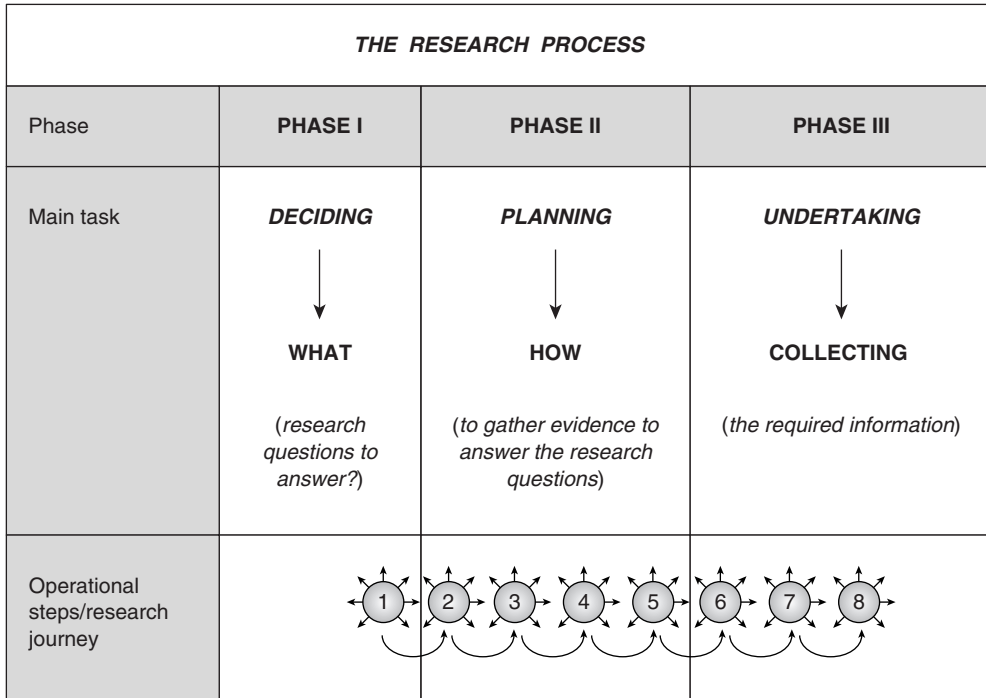 THE RESEARCH PROCESS
Phase
PHASE I
PHASE II
PHASE III
Main task
DECIDING
WHAT
(research
questions to
answer?)
PLANNING
HOW
(to gather evidence to
answer the research
questions)
UNDERTAKING
COLLECTING
(the required information)
Operational
steps/research
journey
1 2 3 4 5 6 7 8